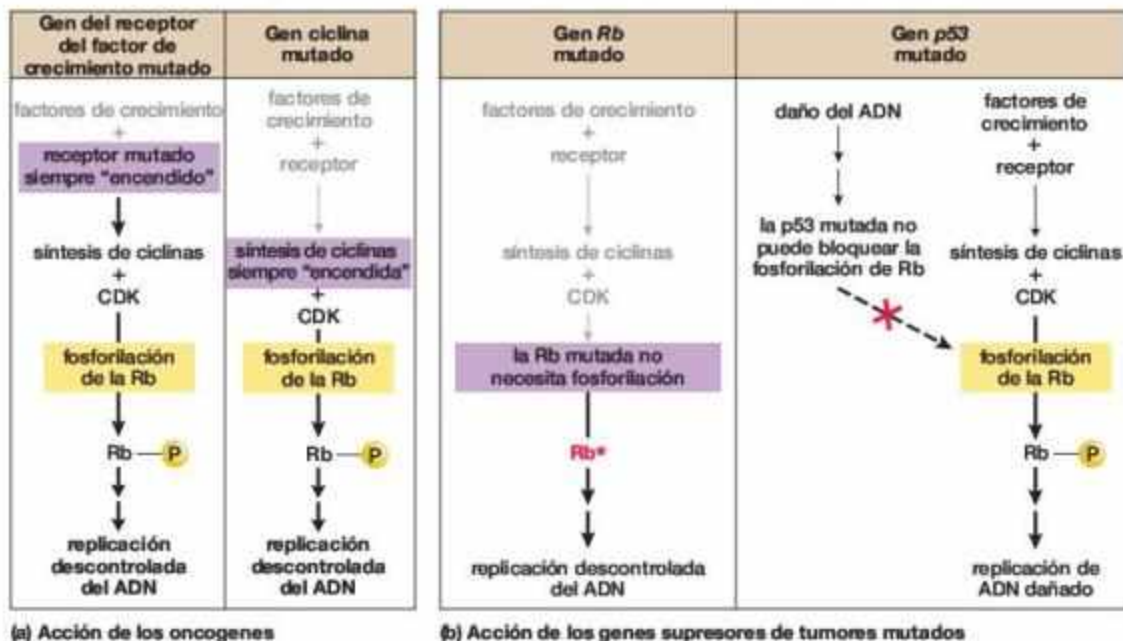 Gen del receptor
del factor de
crecimiento mutado
factores de crecimiento
+
receptor mutado
siempre "encendido"
síntesis de ciclinas
+
CDK
fosforilación
de la Rb
Rb — P
replicación
descontrolada
del ADN
Gen ciclina
mutado
factores de
crecimiento
+
receptor
síntesis de ciclinas
siempre "encendida"
+
CDK
fosforilación
de la Rb
Rb — P
replicación
descontrolada
del ADN
(a) Acción de los oncogenes
Gen Rb
mutado
factores de crecimiento
+
receptor
síntesis de ciclinas
+
CDK
la Rb mutada no
necesita fosforilación
Rb*
replicación descontrolada
del ADN
Gen p53
mutado
daño del ADN
la p53 mutada no
puede bloquear la
fosforilación de Rb
factores de
crecimiento
+
receptor
síntesis de ciclinas
+
CDK
fosforilación
de la Rb
Rb — P
replicación de
ADN dañado
(b) Acción de los genes supresores de tumores mutados